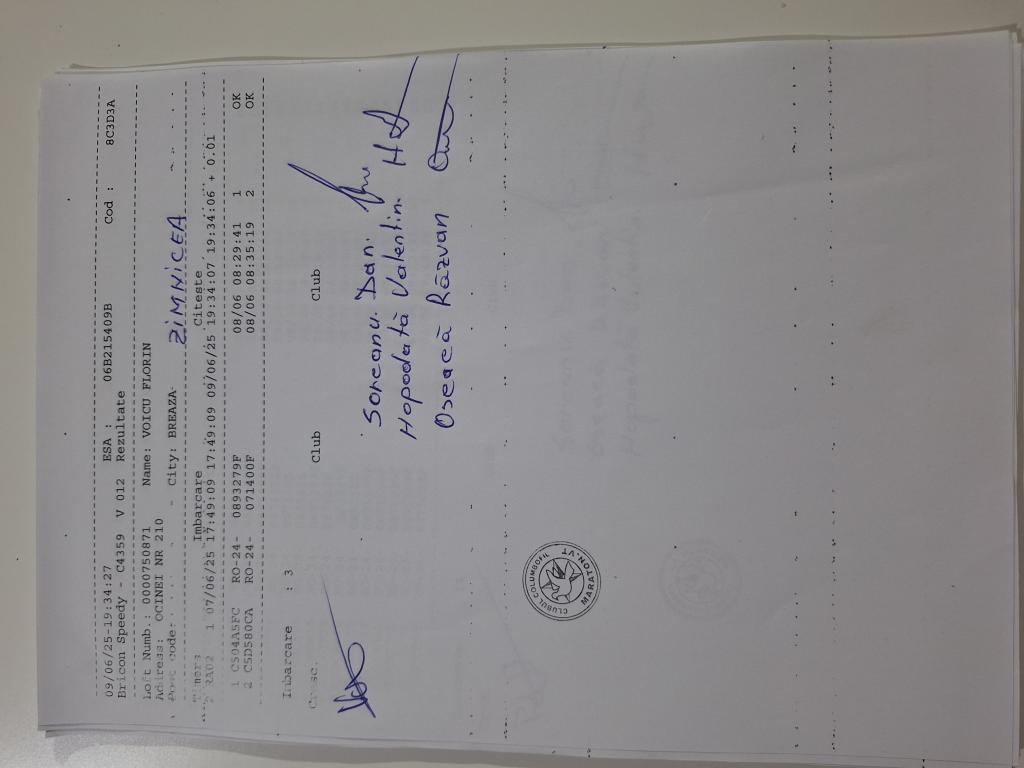 09/06/25-19:34:27 ESA : 06B215409B Cod : 8C3D3A
Bricon Speedy - C4359 V 012 Rezultate
Loft Numb.: 0000750871 Name: VOICU FLORIN
Address: OCINEI NR 210
Post code: - City: BREAZA
ZIMNICEA
Imbarcare Citeste
1 07/06/25 17:49:09 17:49:09 09/06/25 19:34:07 19:34:06 + 0.01
1 C504A5FC RO-24- 0893279F 08/06 08:29:41 1 OK
2 C5D580CA RO-24- 071400F 08/06 08:35:19 2 OK
Imbarcare : 3
Cresc. Club Club
Soreanu Dan.
Hopodată Valentin
Oseacă Răzvan
CLUBUL COLUMBOFIL
MARATON.VT